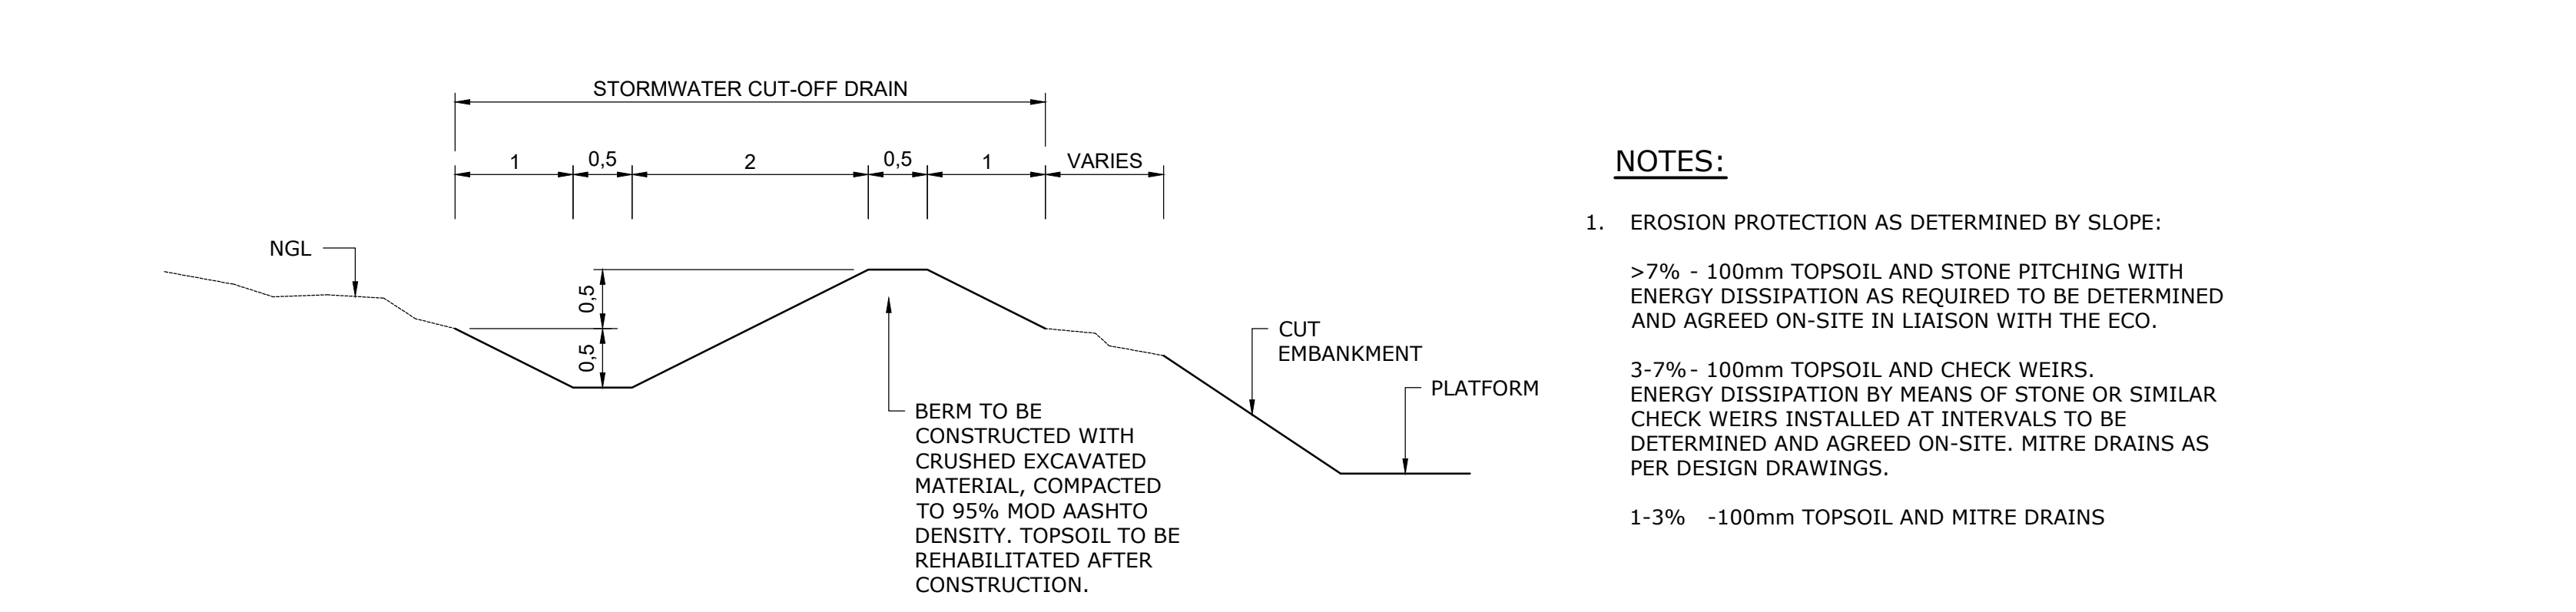 STORMWATER CUT-OFF DRAIN
1
0,5
2
0,5
1
VARIES
NGL
0,5
0,5
BERM TO BE
CONSTRUCTED WITH
CRUSHED EXCAVATED
MATERIAL, COMPACTED
TO 95% MOD AASHTO
DENSITY. TOPSOIL TO BE
REHABILITATED AFTER
CONSTRUCTION.
CUT
EMBANKMENT
PLATFORM
NOTES:
1. EROSION PROTECTION AS DETERMINED BY SLOPE:
>7% - 100mm TOPSOIL AND STONE PITCHING WITH
ENERGY DISSIPATION AS REQUIRED TO BE DETERMINED
AND AGREED ON-SITE IN LIAISON WITH THE ECO.
3-7% - 100mm TOPSOIL AND CHECK WEIRS.
ENERGY DISSIPATION BY MEANS OF STONE OR SIMILAR
CHECK WEIRS INSTALLED AT INTERVALS TO BE
DETERMINED AND AGREED ON-SITE. MITRE DRAINS AS
PER DESIGN DRAWINGS.
1-3% -100mm TOPSOIL AND MITRE DRAINS